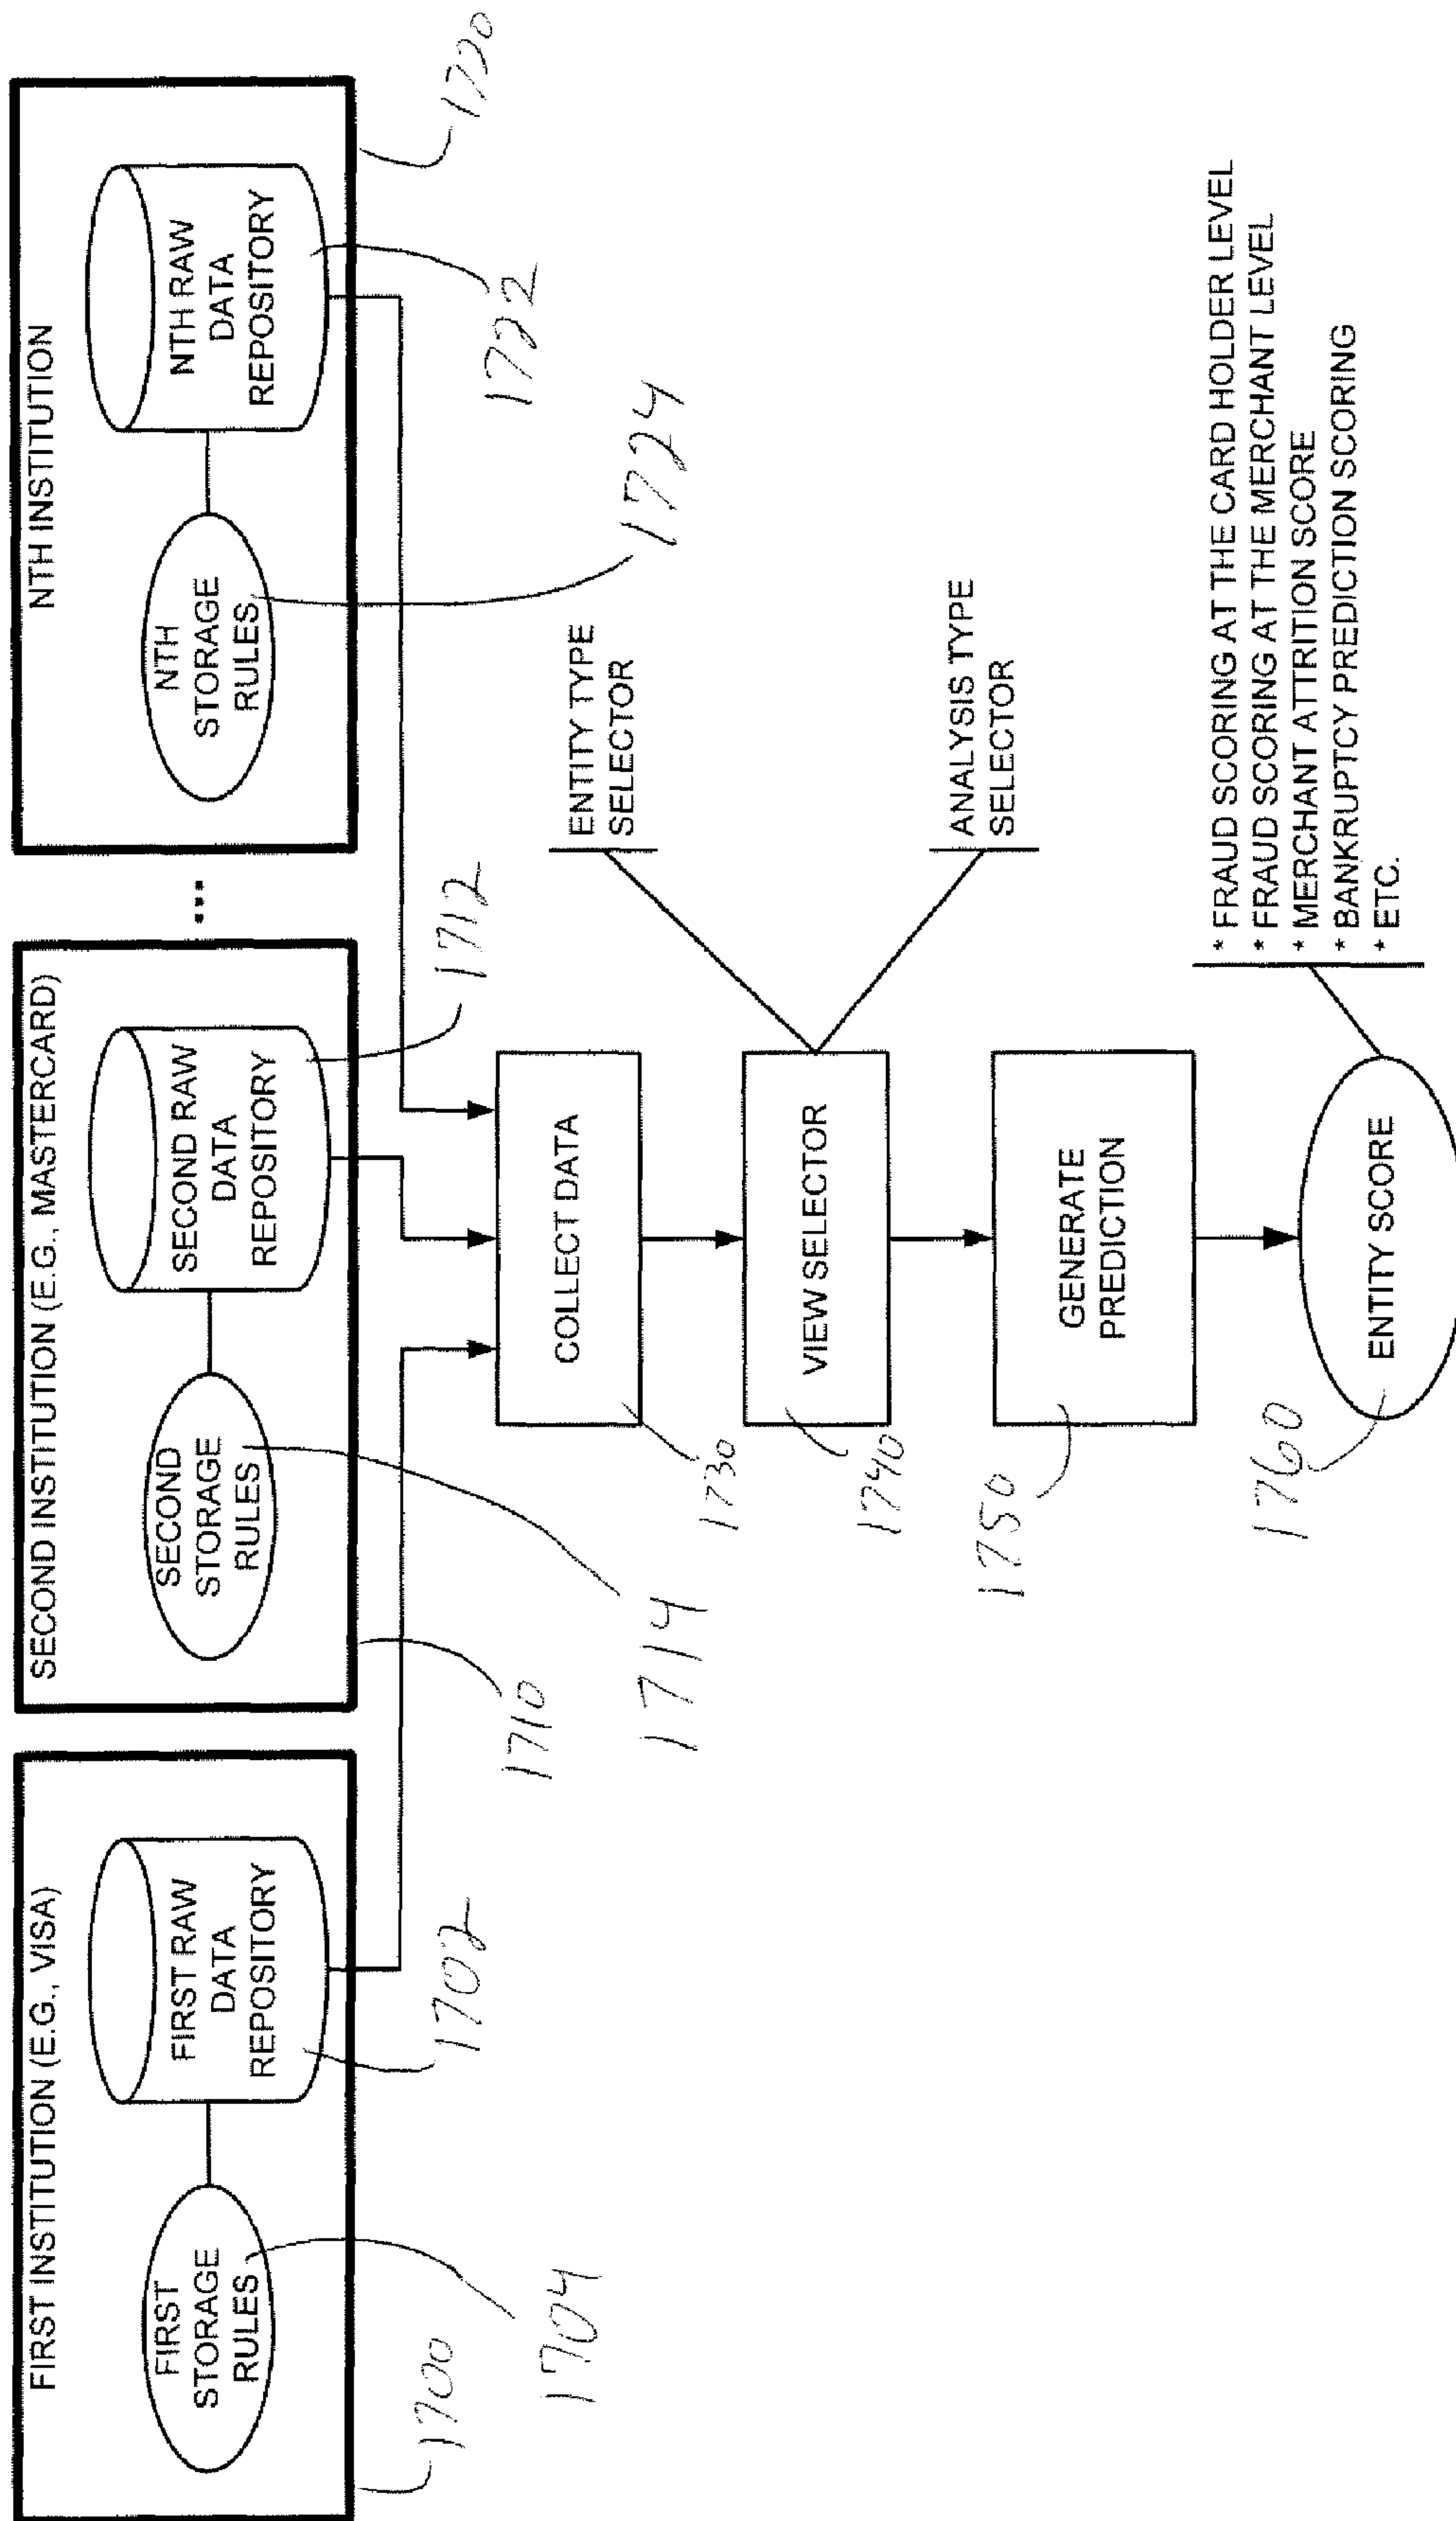 FIRST INSTITUTION (E.G., VISA)
FIRST
STORAGE
RULES
FIRST RAW
DATA
REPOSITORY
1700
1704
1702
SECOND INSTITUTION (E.G., MASTERCARD)
SECOND
STORAGE
RULES
SECOND RAW
DATA
REPOSITORY
1710
1714
1712
...
NTH INSTITUTION
NTH
STORAGE
RULES
NTH RAW
DATA
REPOSITORY
1724
1722
1720
COLLECT DATA
1730
VIEW SELECTOR
1740
ENTITY TYPE
SELECTOR
ANALYSIS TYPE
SELECTOR
GENERATE
PREDICTION
1750
ENTITY SCORE
1760
* FRAUD SCORING AT THE CARD HOLDER LEVEL
* FRAUD SCORING AT THE MERCHANT LEVEL
* MERCHANT ATTRITION SCORE
* BANKRUPTCY PREDICTION SCORING
* ETC.